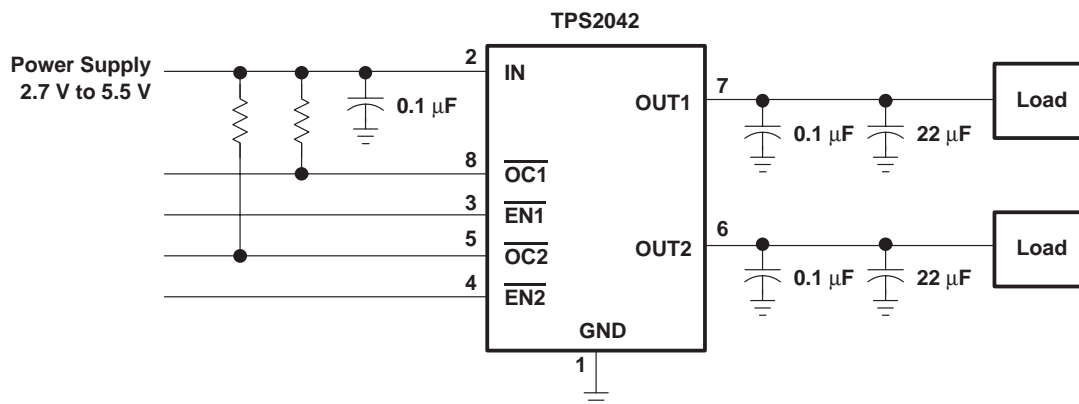 TPS2042
Power Supply
2.7 V to 5.5 V
2
IN
0.1 μF
8
OC1
3
EN1
5
OC2
4
EN2
GND
1
7
OUT1
0.1 μF
22 μF
Load
6
OUT2
0.1 μF
22 μF
Load